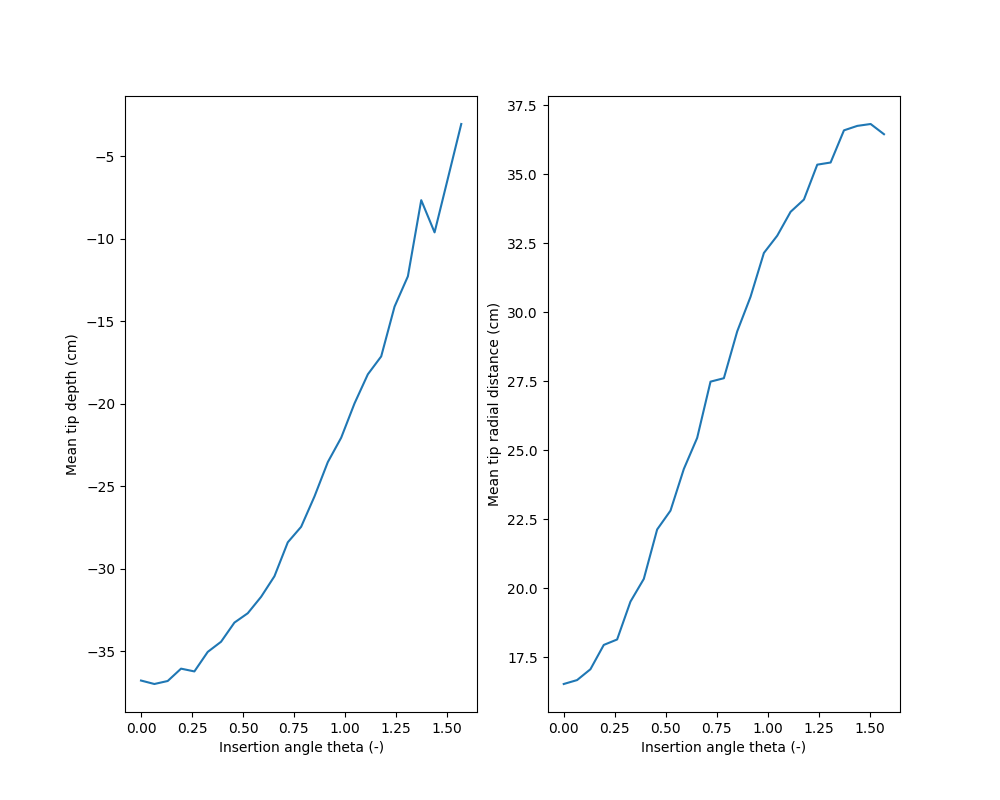 −5
−10
−15
−20
−25
−30
−35
Mean tip depth (cm)
0.00 0.25 0.50 0.75 1.00 1.25 1.50
Insertion angle theta (-)
37.5
35.0
32.5
30.0
27.5
25.0
22.5
20.0
17.5
Mean tip radial distance (cm)
0.00 0.25 0.50 0.75 1.00 1.25 1.50
Insertion angle theta (-)